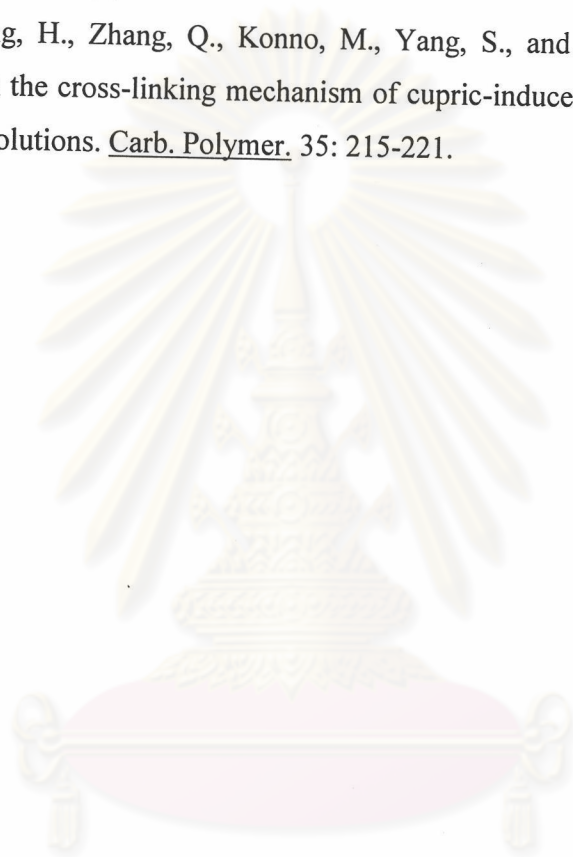 g, H., Zhang, Q., Konno, M., Yang, S., and
the cross-linking mechanism of cupric-induce
olutions. Carb. Polymer. 35: 215-221.